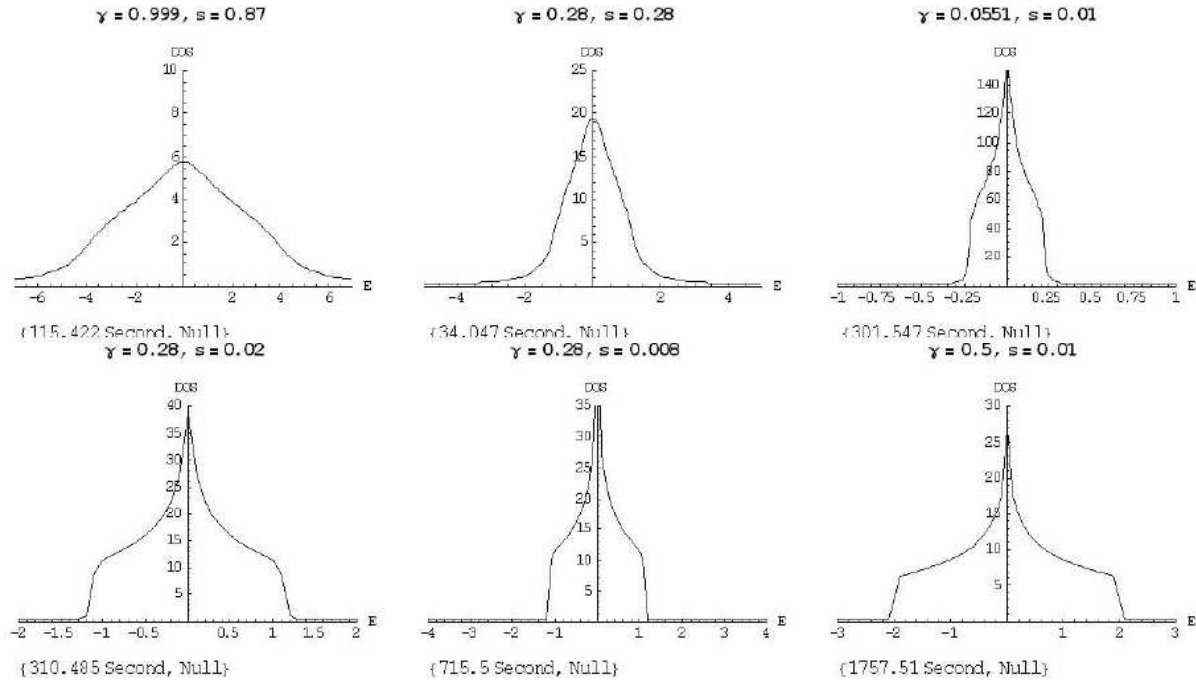 γ = 0.999, s = 0.87
γ = 0.28, s = 0.28
γ = 0.0551, s = 0.01
DOS
10
8
6
4
2
-6 -4 -2 2 4 6 E
DOS
25
20
15
10
5
-4 -2 2 4 E
DOS
140
120
100
80
60
40
20
-1 -0.75 -0.5 -0.25 0.25 0.5 0.75 1 E
{115.422 Second, Null}
{34.047 Second, Null}
{301.547 Second, Null}
γ = 0.28, s = 0.02
γ = 0.28, s = 0.008
γ = 0.5, s = 0.01
DOS
40
35
30
25
20
15
10
5
-2 -1.5 -1 -0.5 0.5 1 1.5 2 E
DOS
35
30
25
20
15
10
5
-4 -3 -2 -1 1 2 3 4 E
DOS
30
25
20
15
10
5
-3 -2 -1 1 2 3 E
{310.485 Second, Null}
{715.5 Second, Null}
{1757.51 Second, Null}